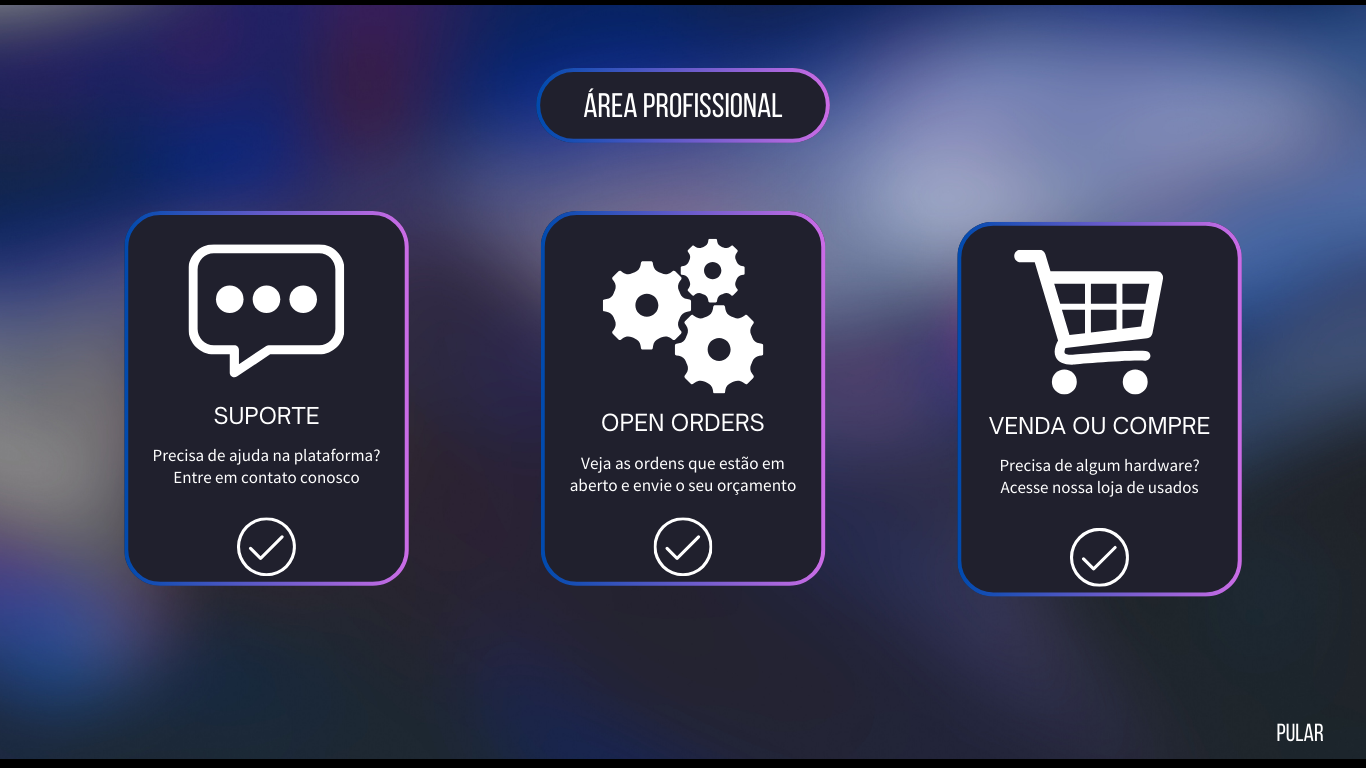 ÁREA PROFISSIONAL
SUPORTE
Precisa de ajuda na plataforma?
Entre em contato conosco
OPEN ORDERS
Veja as ordens que estão em
aberto e envie o seu orçamento
VENDA OU COMPRE
Precisa de algum hardware?
Acesse nossa loja de usados
PULAR